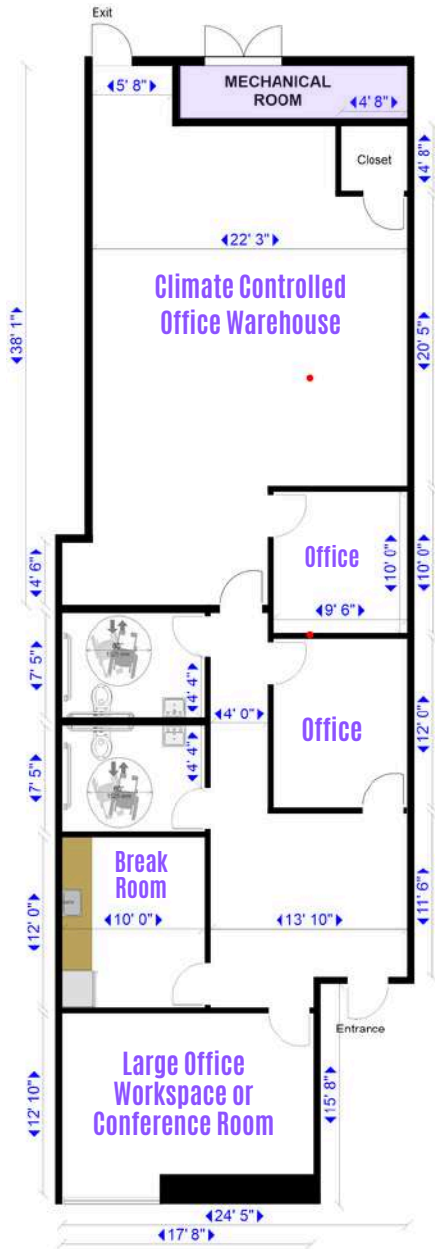 Exit
5' 8"
MECHANICAL
ROOM
4' 8"
Closet
4' 8"
22' 3"
Climate Controlled
Office Warehouse
38' 1"
20' 5"
Office
10' 0"
10' 0"
9' 6"
4' 6"
7' 5"
4' 4"
4' 0"
Office
12' 0"
7' 5"
4' 4"
Break
Room
10' 0"
12' 0"
13' 10"
11' 6"
Entrance
Large Office
Workspace or
Conference Room
12' 10"
15' 8"
24' 5"
17' 8"